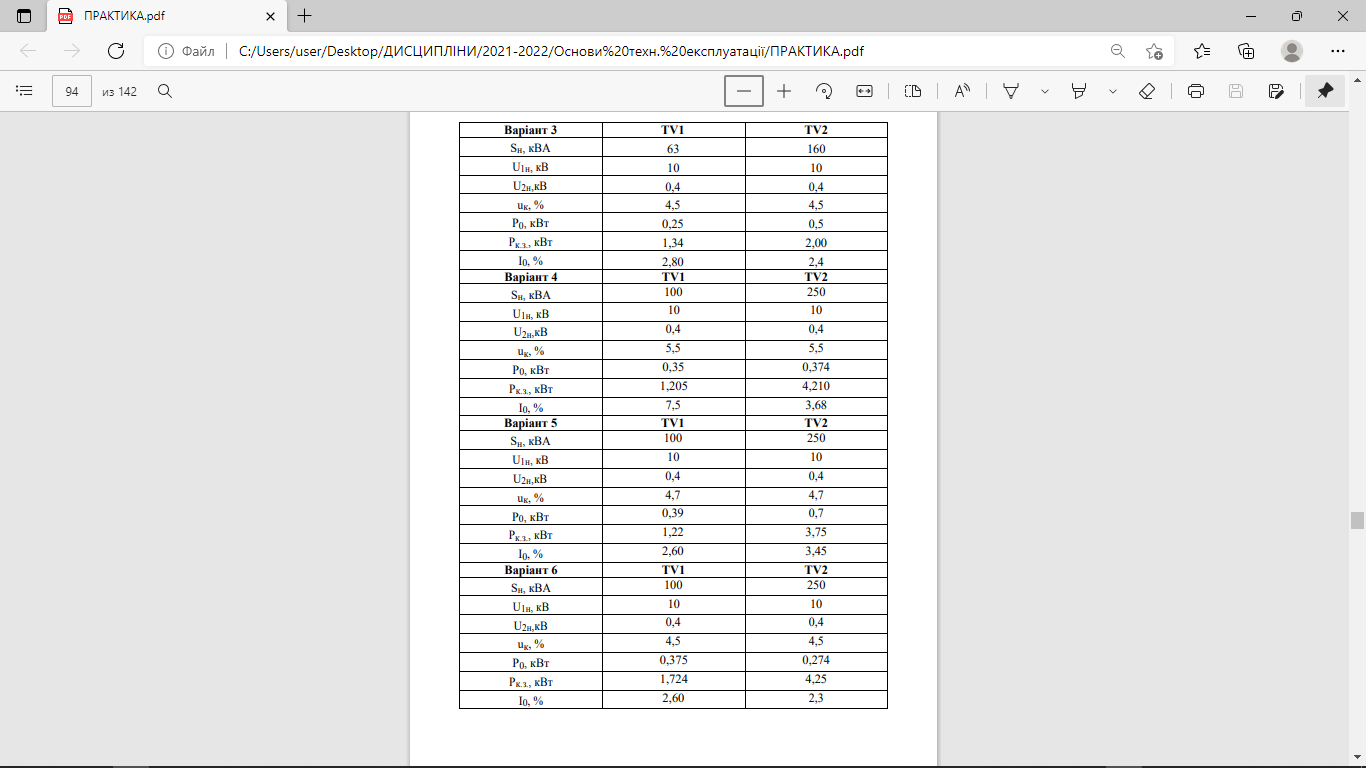 ПРАКТИКА.pdf
Файл C:/Users/user/Desktop/ДИСЦИПЛІНИ/2021-2022/Основи%20техн.%20експлуатації/ПРАКТИКА.pdf
94 из 142
Варіант 3 TV1 TV2
Sн, кВА 63 160
U1н, кВ 10 10
U2н,кВ 0,4 0,4
uк, % 4,5 4,5
P0, кВт 0,25 0,5
Pк.з., кВт 1,34 2,00
I0, % 2,80 2,4
Варіант 4 TV1 TV2
Sн, кВА 100 250
U1н, кВ 10 10
U2н,кВ 0,4 0,4
uк, % 5,5 5,5
P0, кВт 0,35 0,374
Pк.з., кВт 1,205 4,210
I0, % 7,5 3,68
Варіант 5 TV1 TV2
Sн, кВА 100 250
U1н, кВ 10 10
U2н,кВ 0,4 0,4
uк, % 4,7 4,7
P0, кВт 0,39 0,7
Pк.з., кВт 1,22 3,75
I0, % 2,60 3,45
Варіант 6 TV1 TV2
Sн, кВА 100 250
U1н, кВ 10 10
U2н,кВ 0,4 0,4
uк, % 4,5 4,5
P0, кВт 0,375 0,274
Pк.з., кВт 1,724 4,25
I0, % 2,60 2,3